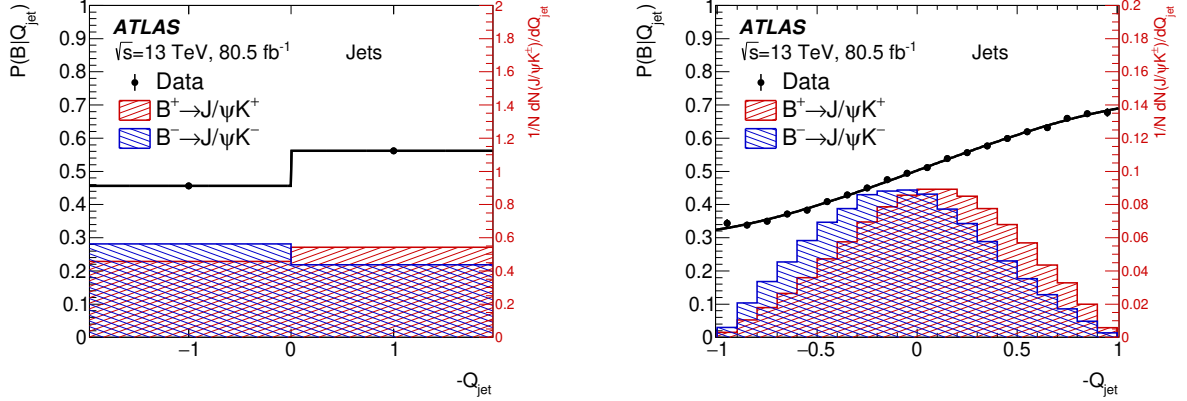 ATLAS
√s=13 TeV, 80.5 fb-1 Jets
Data
B+→J/ψK+
B-→J/ψK-
P(B|Qjet)
1
0.9
0.8
0.7
0.6
0.5
0.4
0.3
0.2
0.1
0
2
1.8
1.6
1.4
1.2
1
0.8
0.6
0.4
0.2
0
1/N dN(J/ψK±)/dQjet
−1 0 1
-Qjet
ATLAS
√s=13 TeV, 80.5 fb-1 Jets
Data
B+→J/ψK+
B-→J/ψK-
P(B|Qjet)
1
0.9
0.8
0.7
0.6
0.5
0.4
0.3
0.2
0.1
0
0.2
0.18
0.16
0.14
0.12
0.1
0.08
0.06
0.04
0.02
0
1/N dN(J/ψK±)/dQjet
−1 −0.5 0 0.5 1
-Qjet